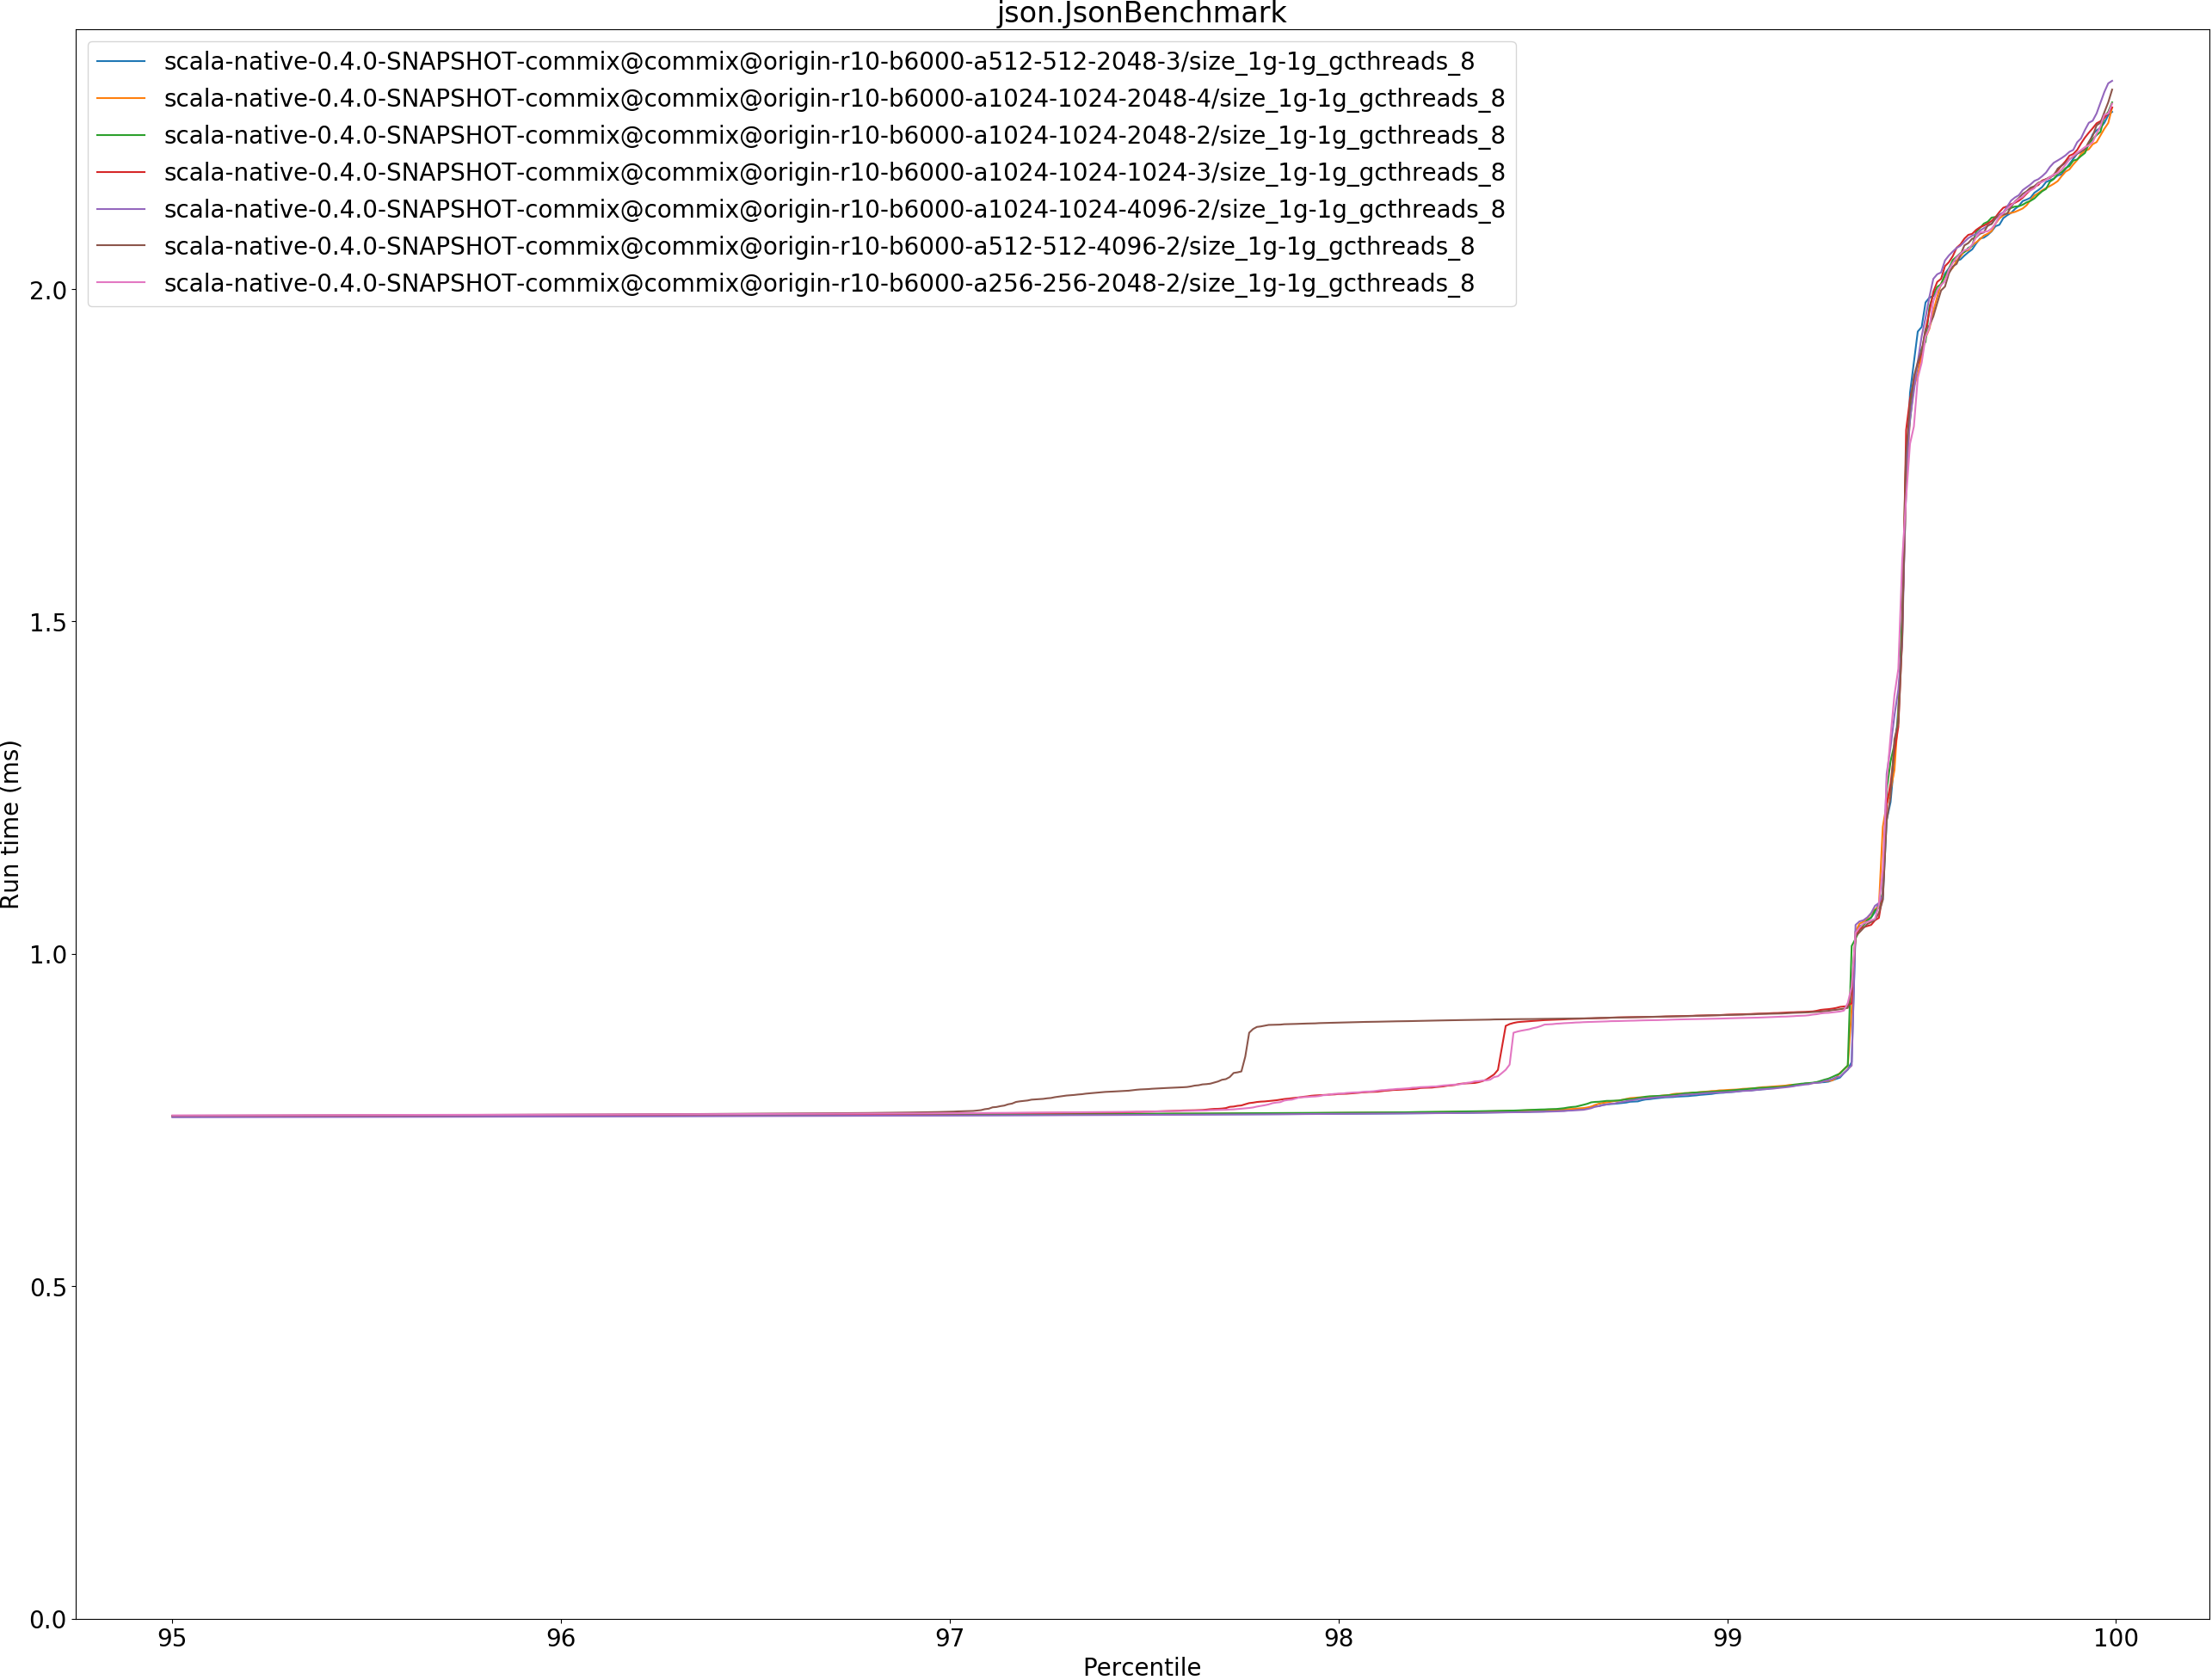 json.JsonBenchmark
scala-native-0.4.0-SNAPSHOT-commix@commix@origin-r10-b6000-a512-512-2048-3/size_1g-1g_gcthreads_8
scala-native-0.4.0-SNAPSHOT-commix@commix@origin-r10-b6000-a1024-1024-2048-4/size_1g-1g_gcthreads_8
scala-native-0.4.0-SNAPSHOT-commix@commix@origin-r10-b6000-a1024-1024-2048-2/size_1g-1g_gcthreads_8
scala-native-0.4.0-SNAPSHOT-commix@commix@origin-r10-b6000-a1024-1024-1024-3/size_1g-1g_gcthreads_8
scala-native-0.4.0-SNAPSHOT-commix@commix@origin-r10-b6000-a1024-1024-4096-2/size_1g-1g_gcthreads_8
scala-native-0.4.0-SNAPSHOT-commix@commix@origin-r10-b6000-a512-512-4096-2/size_1g-1g_gcthreads_8
scala-native-0.4.0-SNAPSHOT-commix@commix@origin-r10-b6000-a256-256-2048-2/size_1g-1g_gcthreads_8
2.0
1.5
1.0
0.5
0.0
Run time (ms)
95 96 97 98 99 100
Percentile